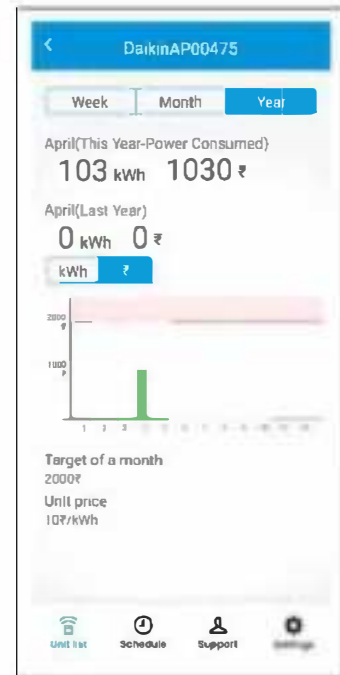 DaikinAP00475
Week Month Year
April(This Year-Power Consumed)
103 kWh 1030 ₹
April(Last Year)
0 kWh 0 ₹
kWh ₹
2000
₹
1000
₹
1 2 3
Target of a month
2000₹
Unit price
10₹/kWh
Unit list Schedule Support